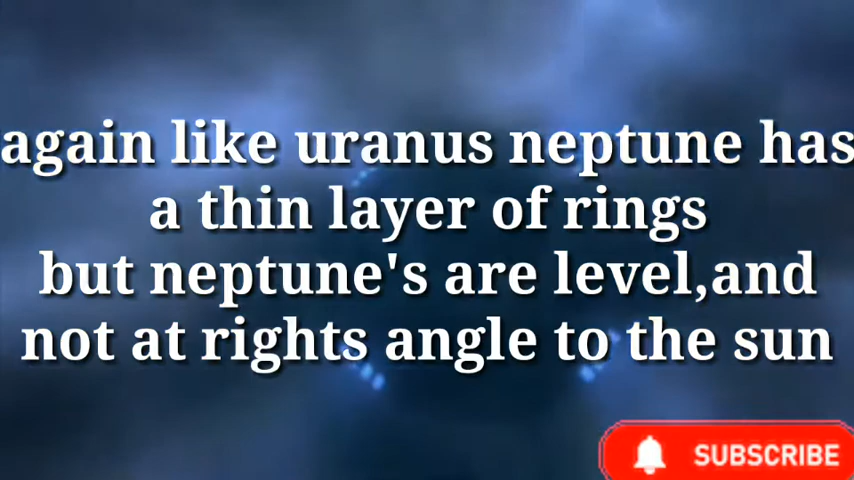 again like uranus neptune has
a thin layer of rings
but neptune's are level,and
not at rights angle to the sun
SUBSCRIBE